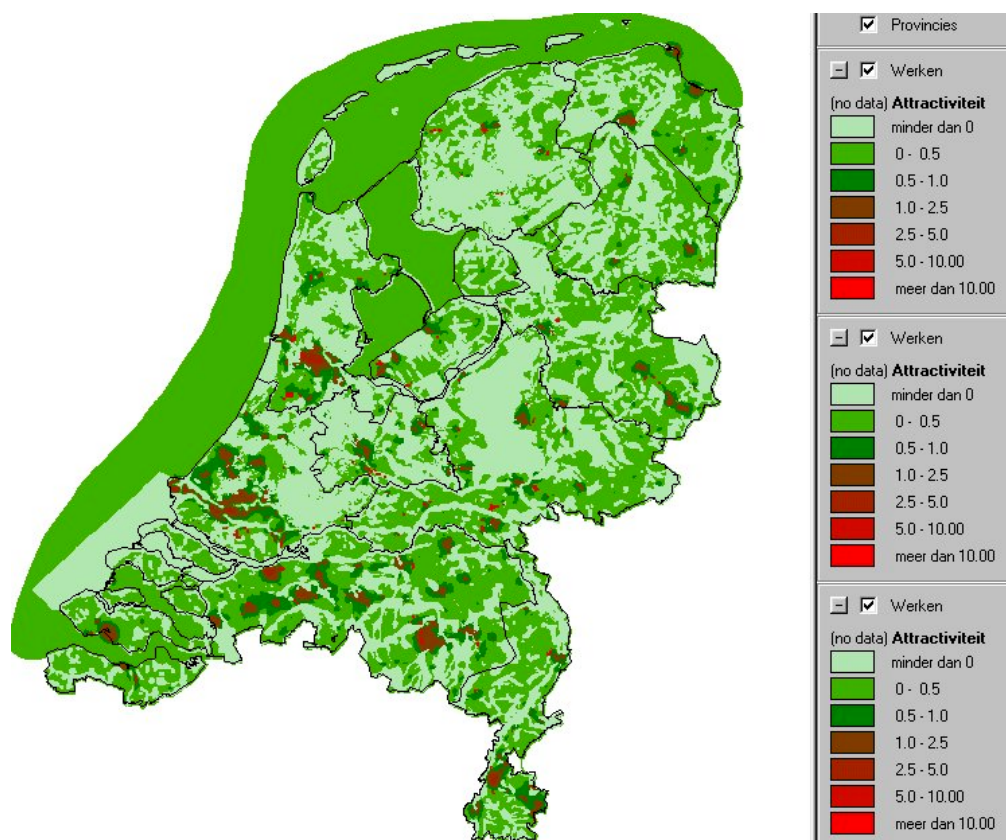 Provincies
Werken
(no data) Attractiviteit
minder dan 0
0 - 0.5
0.5 - 1.0
1.0 - 2.5
2.5 - 5.0
5.0 - 10.00
meer dan 10.00
Werken
(no data) Attractiviteit
minder dan 0
0 - 0.5
0.5 - 1.0
1.0 - 2.5
2.5 - 5.0
5.0 - 10.00
meer dan 10.00
Werken
(no data) Attractiviteit
minder dan 0
0 - 0.5
0.5 - 1.0
1.0 - 2.5
2.5 - 5.0
5.0 - 10.00
meer dan 10.00